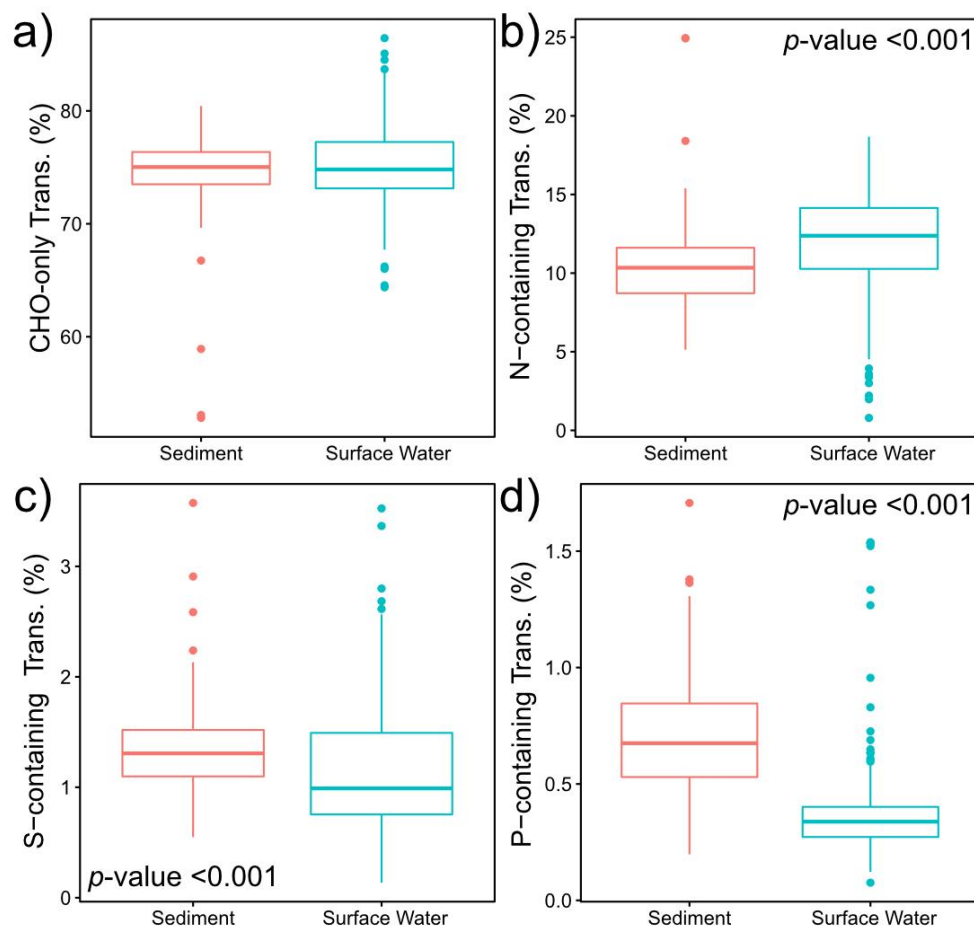 a)
CHO-only Trans. (%)
80
70
60
Sediment
Surface Water
b)
p-value <0.001
N-containing Trans. (%)
25
20
15
10
5
0
Sediment
Surface Water
c)
S-containing Trans. (%)
3
2
1
0
p-value <0.001
Sediment
Surface Water
d)
p-value <0.001
P-containing Trans. (%)
1.5
1.0
0.5
0.0
Sediment
Surface Water